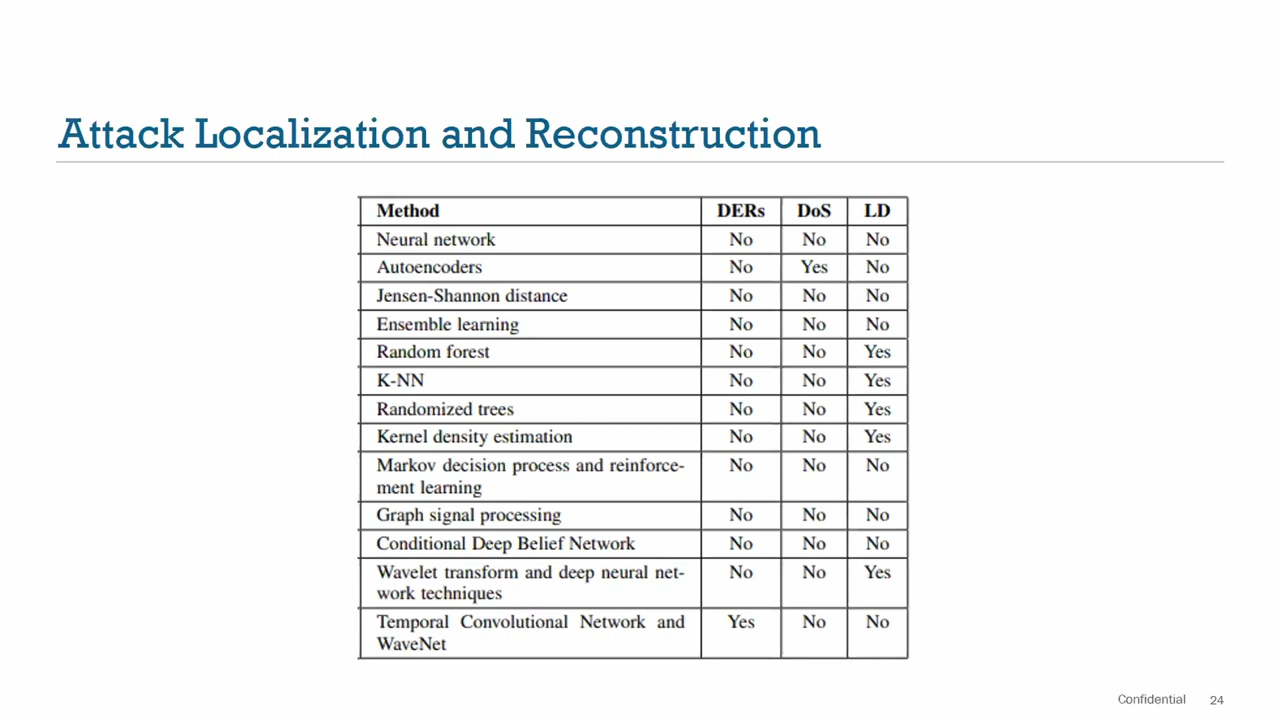 Attack Localization and Reconstruction
Method DERs DoS LD
Neural network No No No
Autoencoders No Yes No
Jensen-Shannon distance No No No
Ensemble learning No No No
Random forest No No Yes
K-NN No No Yes
Randomized trees No No Yes
Kernel density estimation No No Yes
Markov decision process and reinforce- No No No
ment learning
Graph signal processing No No No
Conditional Deep Belief Network No No No
Wavelet transform and deep neural net- No No Yes
work techniques
Temporal Convolutional Network and Yes No No
WaveNet
Confidential 24